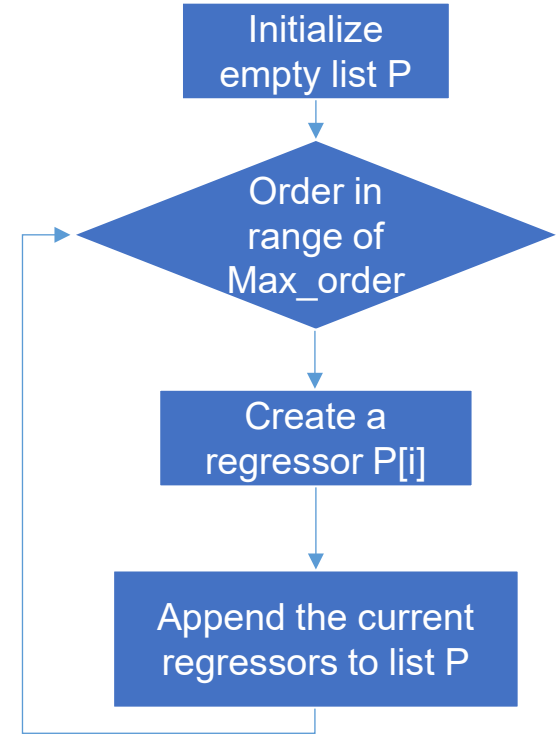 Initialize
empty list P
Order in
range of
Max_order
Create a
regressor P[i]
Append the current
regressors to list P